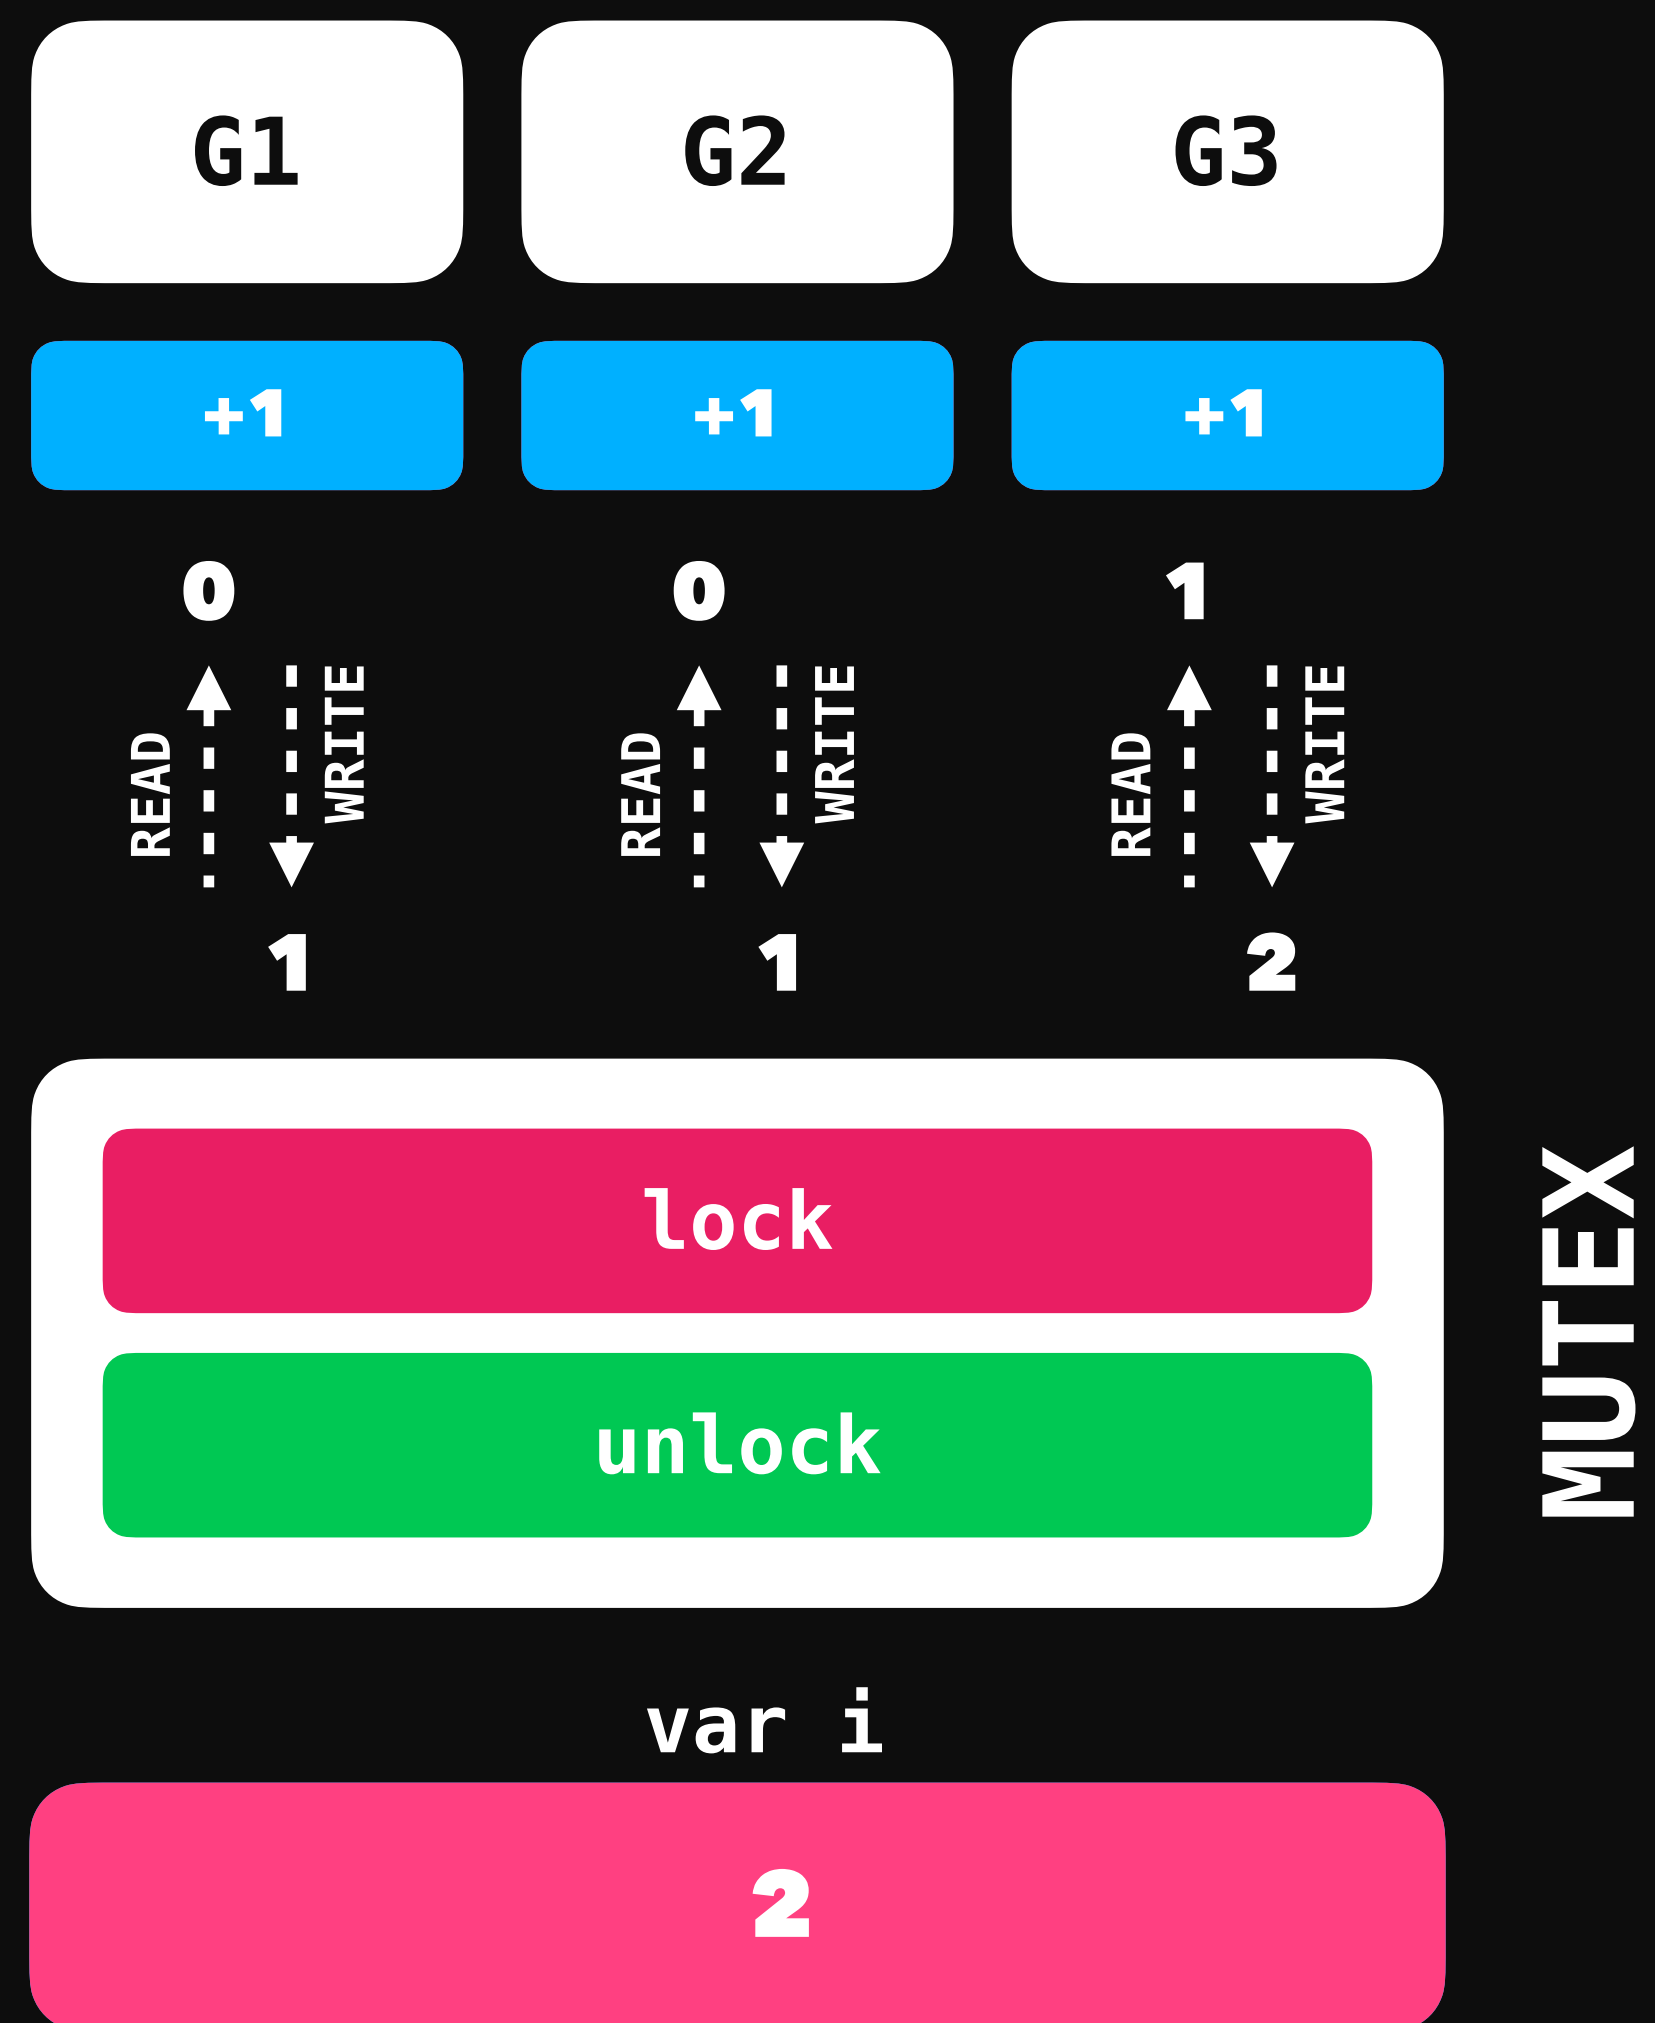 G1 G2 G3
+1 +1 +1
0 0 1
READ WRITE READ WRITE READ WRITE
1 1 2
lock
unlock
MUTEX
var i
2